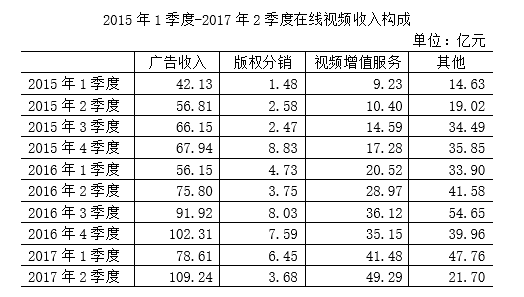 2015 年 1 季度-2017 年 2 季度在线视频收入构成
单位：亿元
广告收入 版权分销 视频增值服务 其他
2015 年 1 季度 42.13 1.48 9.23 14.63
2015 年 2 季度 56.81 2.58 10.40 19.02
2015 年 3 季度 66.15 2.47 14.59 34.49
2015 年 4 季度 67.94 8.83 17.28 35.85
2016 年 1 季度 56.15 4.73 20.52 33.90
2016 年 2 季度 75.80 3.75 28.97 41.58
2016 年 3 季度 91.92 8.03 36.12 54.65
2016 年 4 季度 102.31 7.59 35.15 39.96
2017 年 1 季度 78.61 6.45 41.48 47.76
2017 年 2 季度 109.24 3.68 49.29 21.70